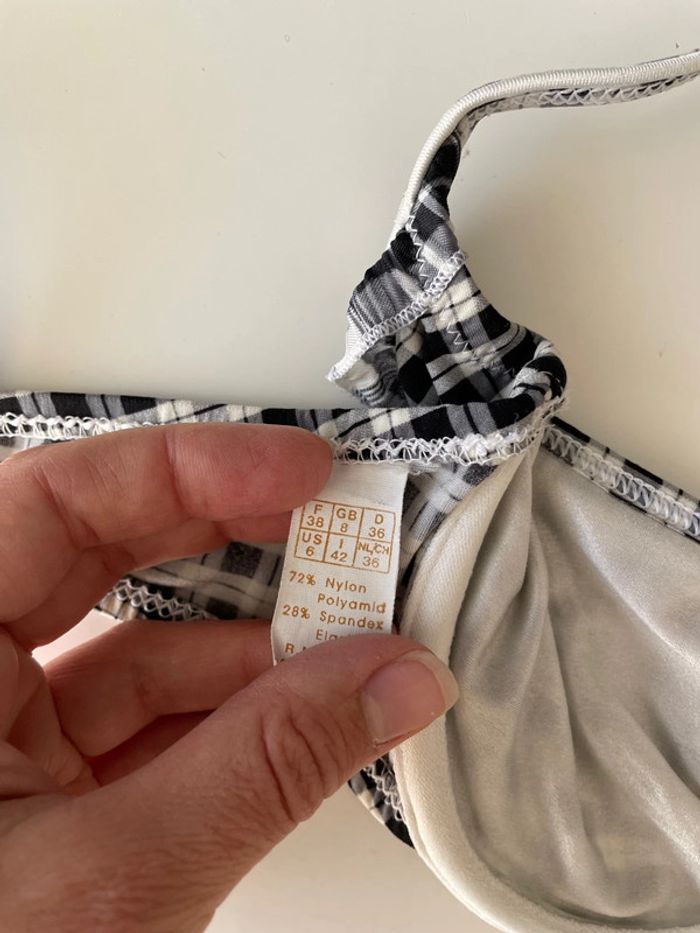 F GB D
38 8 36
US I NL/CH
6 42 36
72% Nylon
Polyamid
28% Spandex